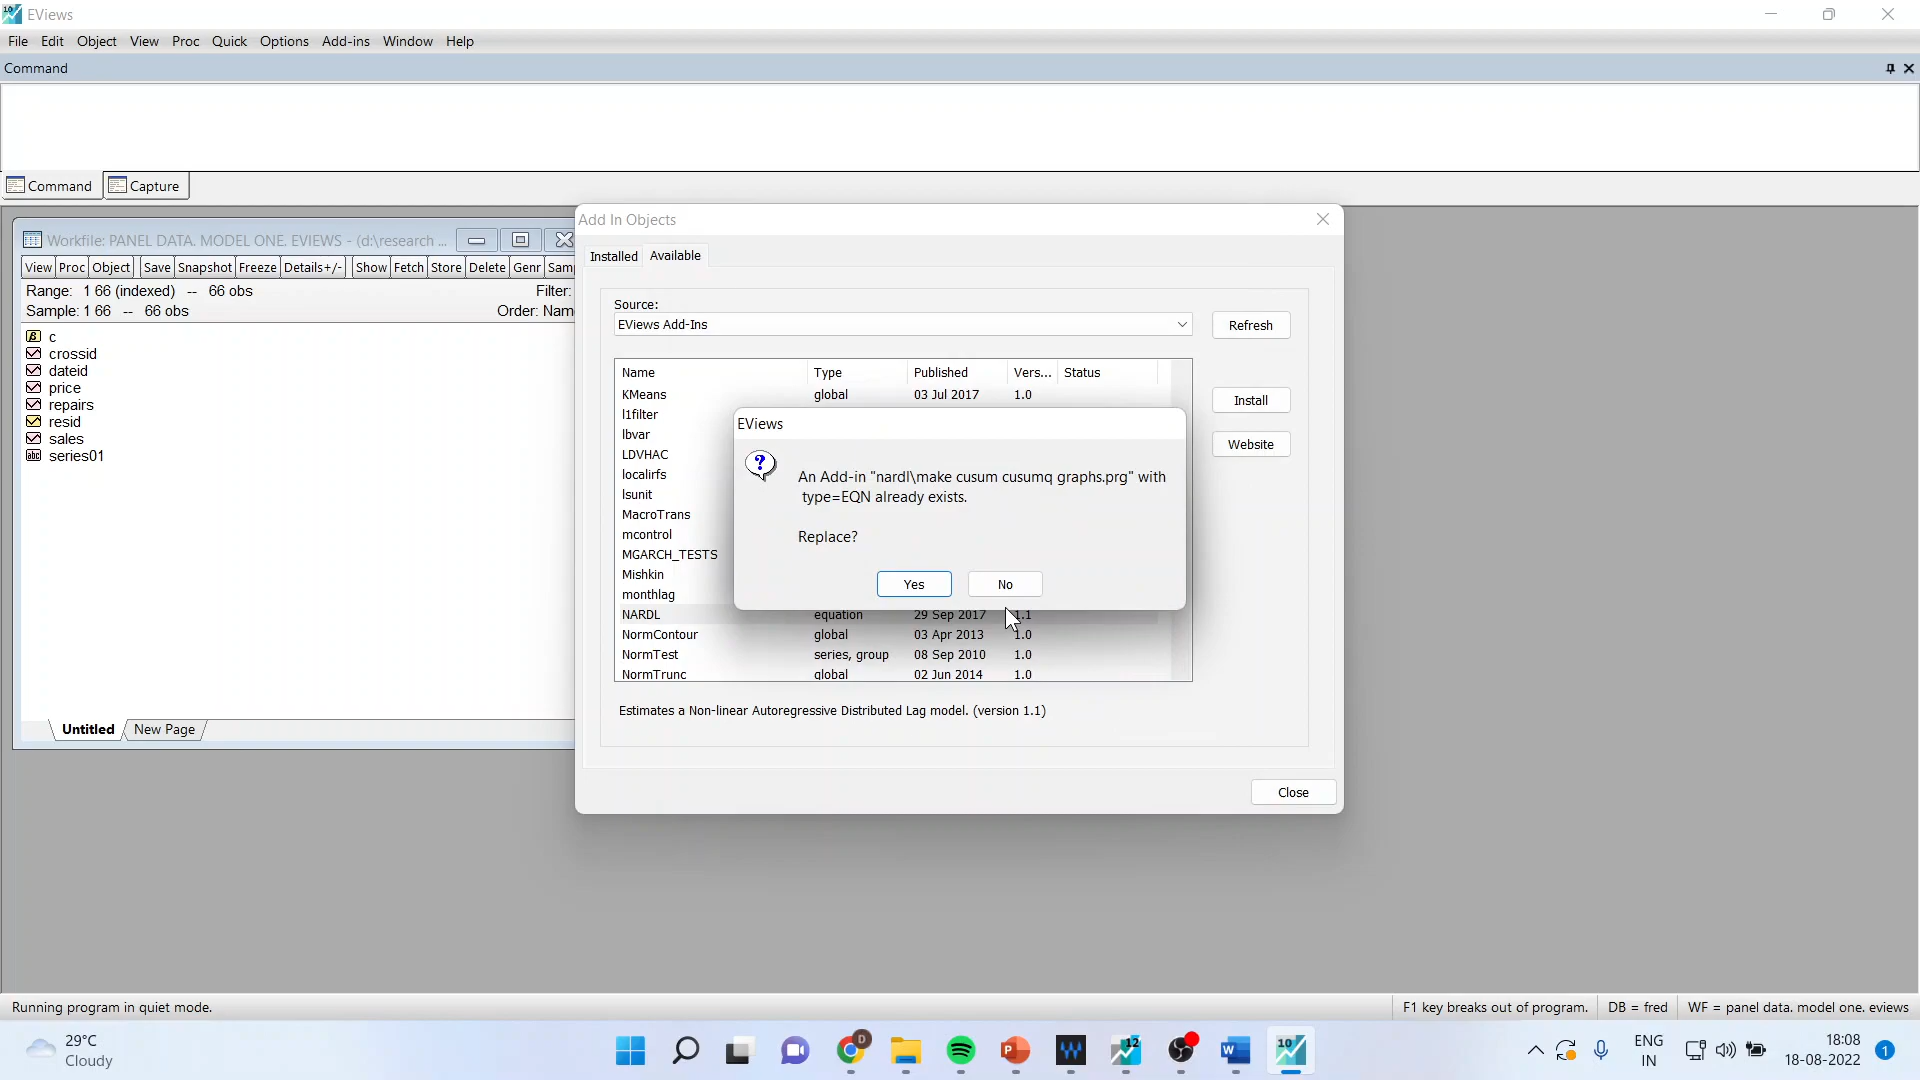 10 EViews
File Edit Object View Proc Quick Options Add-ins Window Help
Command
Command Capture
Workfile: PANEL DATA. MODEL ONE. EVIEWS - (d:\research ...
View Proc Object Save Snapshot Freeze Details+/- Show Fetch Store Delete Genr Sam
Range: 1 66 (indexed) -- 66 obs Filter:
Sample: 1 66 -- 66 obs Order: Nam
c
crossid
dateid
price
repairs
resid
sales
series01
Untitled New Page
Add In Objects
Installed Available
Source:
EViews Add-Ins Refresh
Name Type Published Vers... Status
KMeans global 03 Jul 2017 1.0
Install
l1filter
lbvar
Website
LDVHAC
localirfs
lsunit
MacroTrans
mcontrol
MGARCH_TESTS
Mishkin
monthlag
NARDL equation 29 Sep 2017 1.1
NormContour global 03 Apr 2013 1.0
NormTest series, group 08 Sep 2010 1.0
NormTrunc global 02 Jun 2014 1.0
Estimates a Non-linear Autoregressive Distributed Lag model. (version 1.1)
Close
EViews
An Add-in "nardl\make cusum cusumq graphs.prg" with
type=EQN already exists.
Replace?
Yes No
Running program in quiet mode. F1 key breaks out of program. DB = fred WF = panel data. model one. eviews
29°C
Cloudy
D
P
12
W
10
ENG
IN
18:08
18-08-2022
1